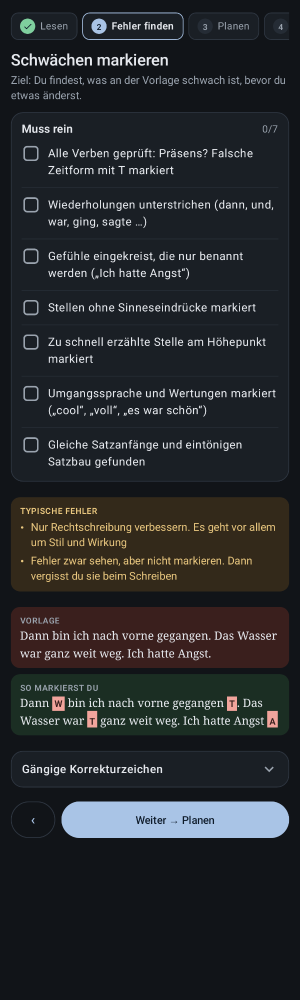 Lesen
2 Fehler finden
3 Planen
4
Schwächen markieren
Ziel: Du findest, was an der Vorlage schwach ist, bevor du
etwas änderst.
Muss rein 0/7
Alle Verben geprüft: Präsens? Falsche
Zeitform mit T markiert
Wiederholungen unterstrichen (dann, und,
war, ging, sagte …)
Gefühle eingekreist, die nur benannt
werden („Ich hatte Angst“)
Stellen ohne Sinneseindrücke markiert
Zu schnell erzählte Stelle am Höhepunkt
markiert
Umgangssprache und Wertungen markiert
(„cool“, „voll“, „es war schön“)
Gleiche Satzanfänge und eintönigen
Satzbau gefunden
TYPISCHE FEHLER
• Nur Rechtschreibung verbessern. Es geht vor allem
um Stil und Wirkung
• Fehler zwar sehen, aber nicht markieren. Dann
vergisst du sie beim Schreiben
VORLAGE
Dann bin ich nach vorne gegangen. Das Wasser
war ganz weit weg. Ich hatte Angst.
SO MARKIERST DU
Dann W bin ich nach vorne gegangen T. Das
Wasser war T ganz weit weg. Ich hatte Angst A
Gängige Korrekturzeichen
‹ Weiter → Planen